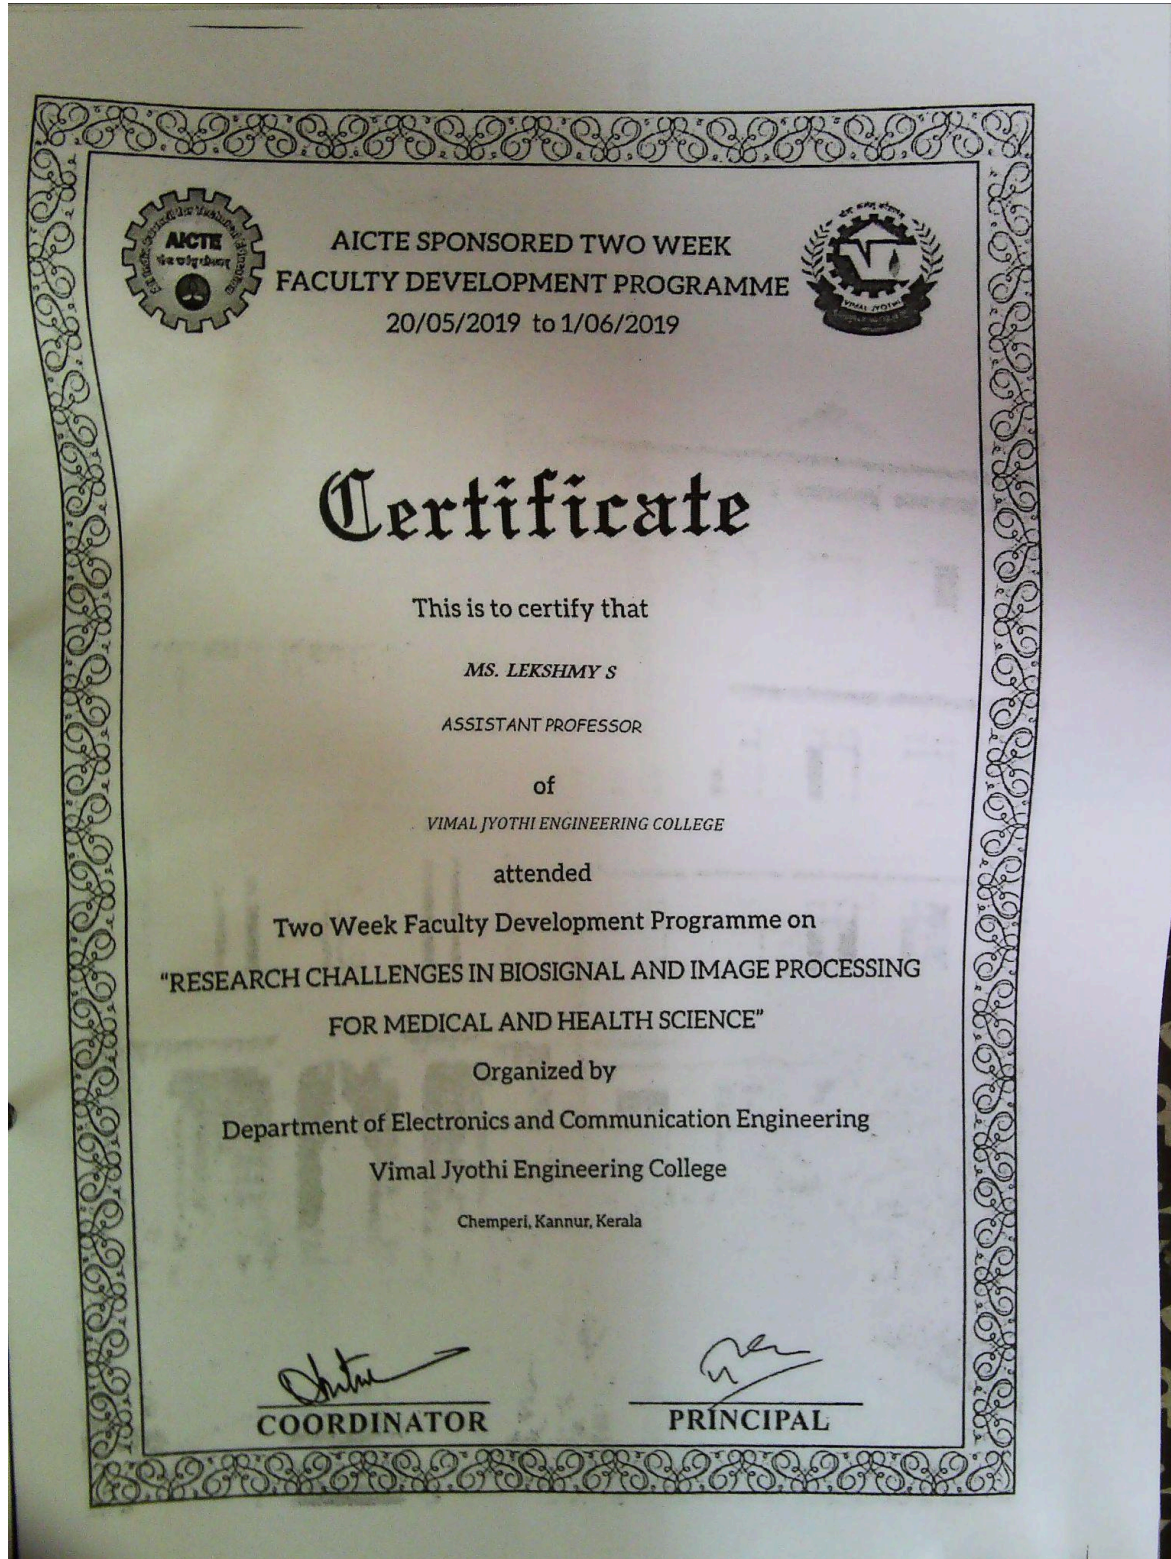 AICTE
AICTE SPONSORED TWO WEEK
FACULTY DEVELOPMENT PROGRAMME
20/05/2019 to 1/06/2019
VIMAL JYOTHI
Certificate
This is to certify that
MS. LEKSHMY S
ASSISTANT PROFESSOR
of
VIMAL JYOTHI ENGINEERING COLLEGE
attended
Two Week Faculty Development Programme on
“RESEARCH CHALLENGES IN BIOSIGNAL AND IMAGE PROCESSING
FOR MEDICAL AND HEALTH SCIENCE”
Organized by
Department of Electronics and Communication Engineering
Vimal Jyothi Engineering College
Chemperi, Kannur, Kerala
COORDINATOR
PRINCIPAL